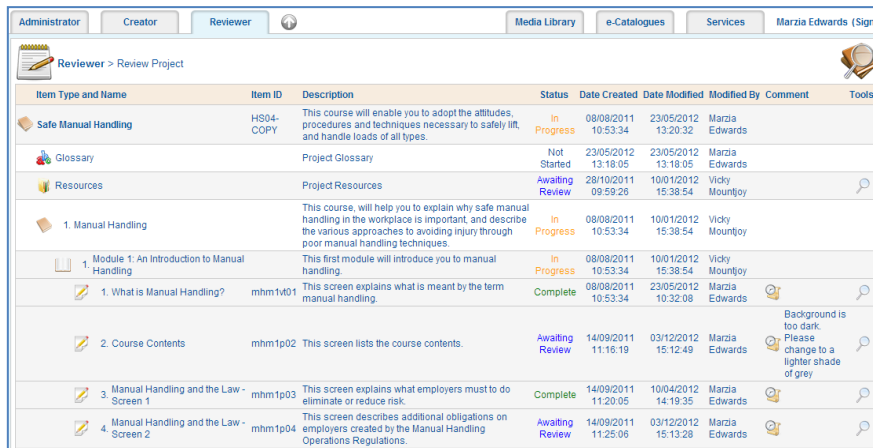 Administrator Creator Reviewer Media Library e-Catalogues Services Marzia Edwards (Sign
Reviewer > Review Project
Item Type and Name Item ID Description Status Date Created Date Modified Modified By Comment Tools
Safe Manual Handling
HS04-
COPY
This course will enable you to adopt the attitudes,
procedures and techniques necessary to safely lift,
and handle loads of all types.
In
Progress
08/08/2011
10:53:34
23/05/2012
13:20:32
Marzia
Edwards
Glossary
Project Glossary
Not
Started
23/05/2012
13:18:05
23/05/2012
13:18:05
Marzia
Edwards
Resources
Project Resources
Awaiting
Review
28/10/2011
09:59:26
10/01/2012
15:38:54
Vicky
Mountjoy
1. Manual Handling
This course, will help you to explain why safe manual
handling in the workplace is important, and describe
the various approaches to avoiding injury through
poor manual handling techniques.
In
Progress
08/08/2011
10:53:34
10/01/2012
15:38:54
Vicky
Mountjoy
1. Module 1: An Introduction to Manual
Handling
This first module will introduce you to manual
handling.
In
Progress
08/08/2011
10:53:34
10/01/2012
15:38:54
Vicky
Mountjoy
1. What is Manual Handling?
mhm1vt01
This screen explains what is meant by the term
manual handling.
Complete
08/08/2011
10:53:34
23/05/2012
10:32:08
Marzia
Edwards
2. Course Contents
mhm1p02
This screen lists the course contents.
Awaiting
Review
14/09/2011
11:16:19
03/12/2012
15:12:49
Marzia
Edwards
Background is
too dark.
Please
change to a
lighter shade
of grey
3. Manual Handling and the Law -
Screen 1
mhm1p03
This screen explains what employers must to do
eliminate or reduce risk.
Complete
14/09/2011
11:20:05
10/04/2012
14:19:35
Marzia
Edwards
4. Manual Handling and the Law -
Screen 2
mhm1p04
This screen describes additional obligations on
employers created by the Manual Handling
Operations Regulations.
Awaiting
Review
14/09/2011
11:25:06
03/12/2012
15:13:28
Marzia
Edwards